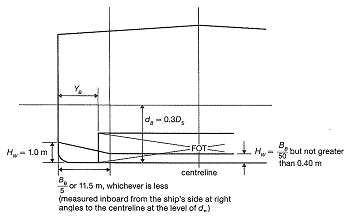 Y_B
d_B = 0.3D_S
FOT
H_W = 1.0 m
H_W = B_B/50 but not greater
than 0.40 m
centreline
B_B/5 or 11.5 m, whichever is less
(measured inboard from the ship's side at right
angles to the centreline at the level of d_B)